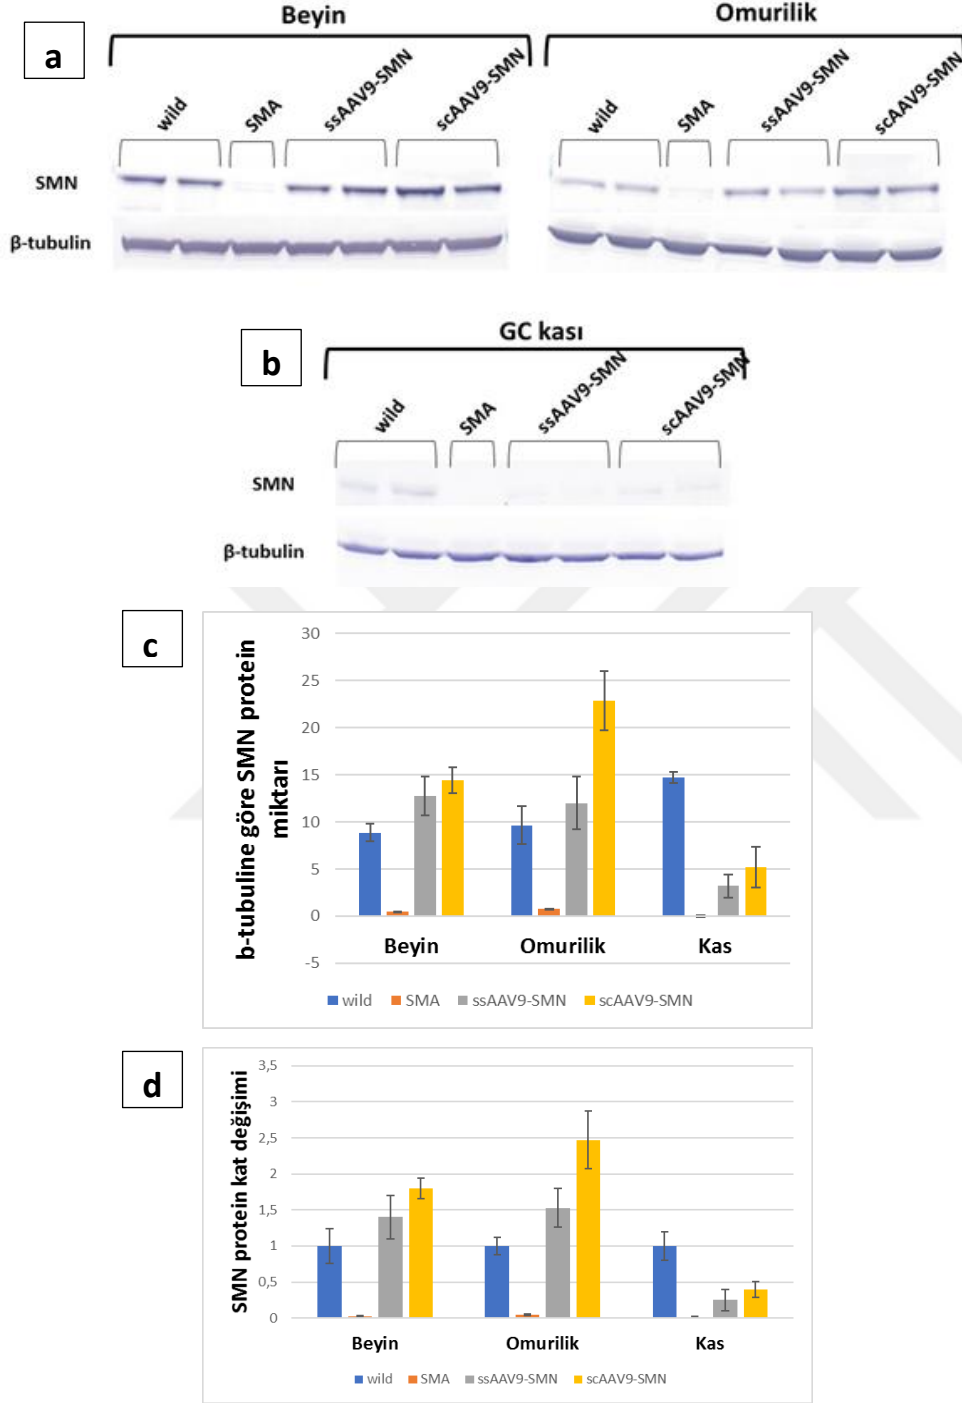 a
Beyin
Omurilik
wild
SMA
ssAAV9-SMN
scAAV9-SMN
wild
SMA
ssAAV9-SMN
scAAV9-SMN
SMN
β-tubulin
b
GC kası
wild
SMA
ssAAV9-SMN
scAAV9-SMN
SMN
β-tubulin
c
b-tubuline göre SMN protein
miktarı
30
25
20
15
10
5
0
-5
Beyin
Omurilik
Kas
wild
SMA
ssAAV9-SMN
scAAV9-SMN
d
SMN protein kat değişimi
3,5
3
2,5
2
1,5
1
0,5
0
Beyin
Omurilik
Kas
wild
SMA
ssAAV9-SMN
scAAV9-SMN